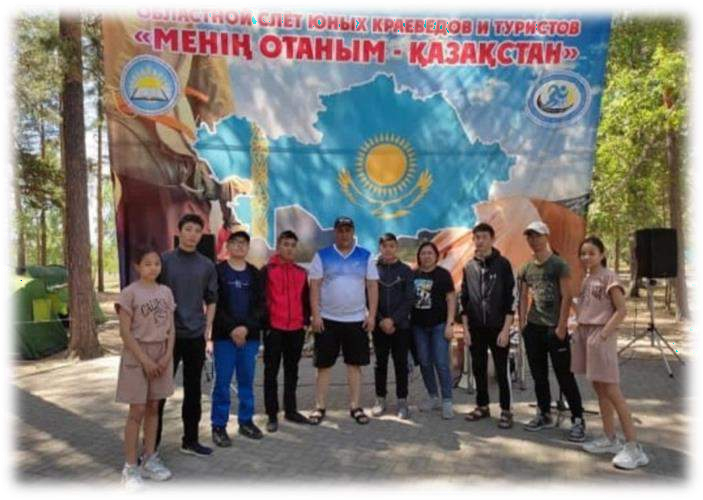 ОБЛАСТНОЙ СЛЕТ ЮНЫХ КРАЕВЕДОВ И ТУРИСТОВ
«МЕНІҢ ОТАНЫМ - ҚАЗАҚСТАН»